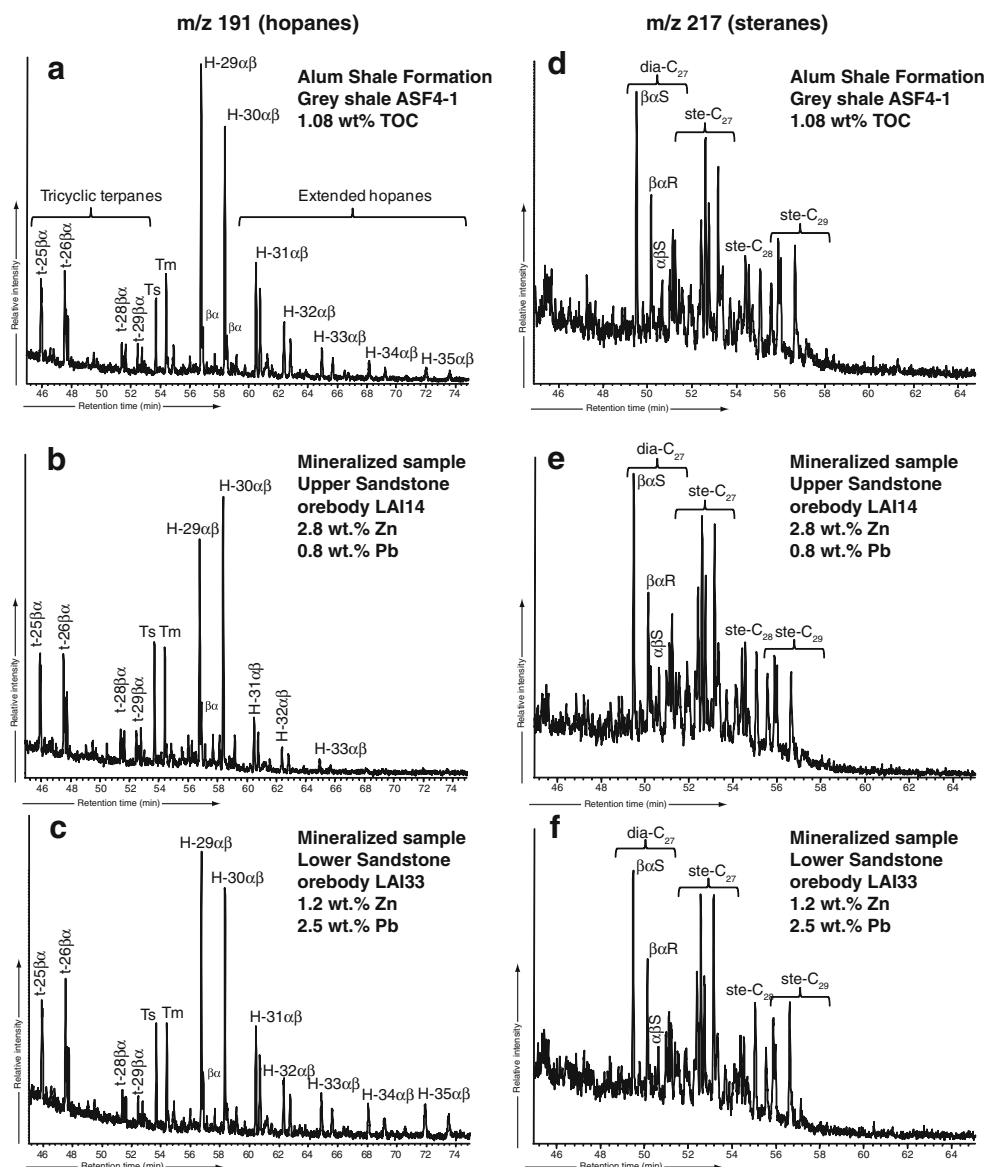 m/z 191 (hopanes)
m/z 217 (steranes)
a
Alum Shale Formation
Grey shale ASF4-1
1.08 wt% TOC
H-29αβ
H-30αβ
Tricyclic terpanes
Extended hopanes
t-25βα
t-26βα
t-28βα
t-29βα
Ts
Tm
βα
βα
H-31αβ
H-32αβ
H-33αβ
H-34αβ
H-35αβ
Relative intensity
46 48 50 52 54 56 58 60 62 64 66 68 70 72 74
Retention time (min)
d
Alum Shale Formation
Grey shale ASF4-1
1.08 wt% TOC
dia-C27
βαS
ste-C27
βαR
αβS
ste-C28
ste-C29
Relative intensity
46 48 50 52 54 56 58 60 62 64
Retention time (min)
b
Mineralized sample
Upper Sandstone
orebody LAI14
2.8 wt.% Zn
0.8 wt.% Pb
H-30αβ
H-29αβ
t-25βα
t-26βα
t-28βα
t-29βα
Ts Tm
βα
H-31αβ
H-32αβ
H-33αβ
Relative intensity
46 48 50 52 54 56 58 60 62 64 66 68 70 72 74
Retention time (min)
e
Mineralized sample
Upper Sandstone
orebody LAI14
2.8 wt.% Zn
0.8 wt.% Pb
dia-C27
βαS
ste-C27
βαR
αβS
ste-C28
ste-C29
Relative intensity
46 48 50 52 54 56 58 60 62 64
Retention time (min)
c
Mineralized sample
Lower Sandstone
orebody LAI33
1.2 wt.% Zn
2.5 wt.% Pb
H-29αβ
H-30αβ
t-25βα
t-26βα
t-28βα
t-29βα
Ts Tm
βα
H-31αβ
H-32αβ
H-33αβ
H-34αβ
H-35αβ
Relative intensity
46 48 50 52 54 56 58 60 62 64 66 68 70 72 74
Retention time (min)
f
Mineralized sample
Lower Sandstone
orebody LAI33
1.2 wt.% Zn
2.5 wt.% Pb
dia-C27
βαS
ste-C27
βαR
αβS
ste-C28
ste-C29
Relative intensity
46 48 50 52 54 56 58 60 62 64
Retention time (min)